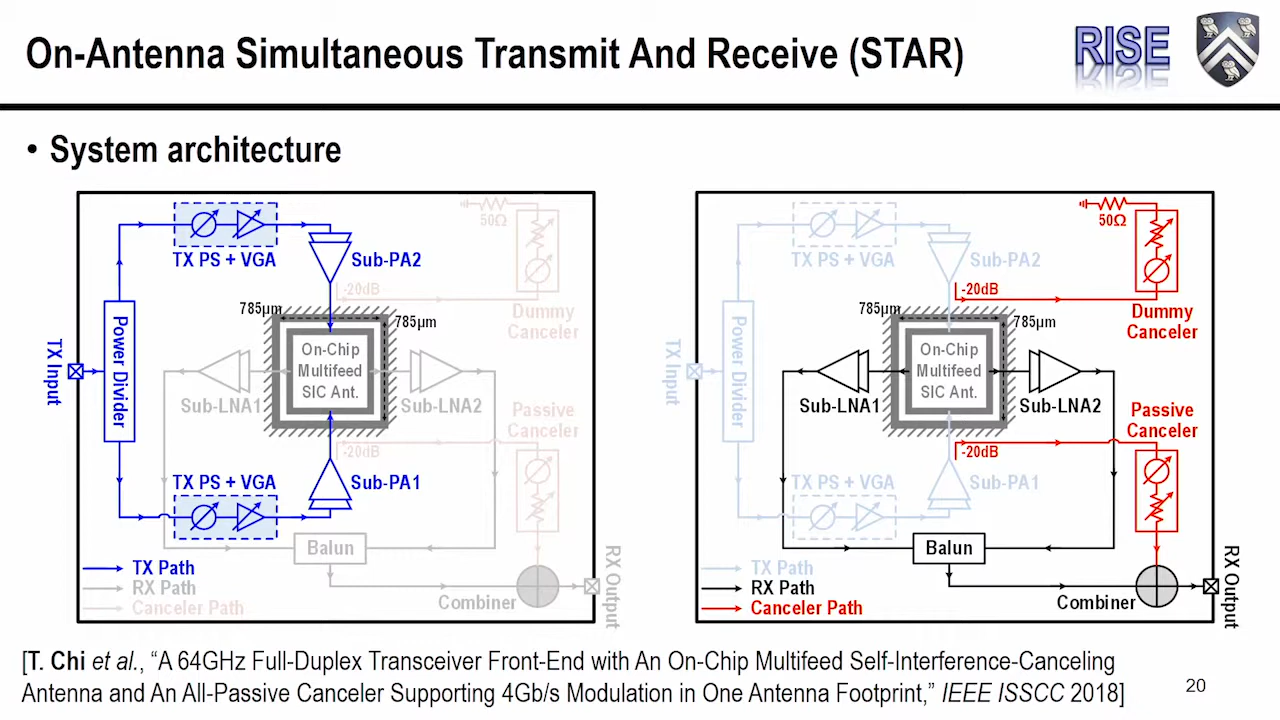 On-Antenna Simultaneous Transmit And Receive (STAR)
RISE
• System architecture
50Ω
TX PS + VGA
Sub-PA2
-20dB
Dummy
Canceler
785μm
785μm
TX Input
Power Divider
On-Chip
Multifeed
SIC Ant.
Sub-LNA1
Sub-LNA2
Passive
Canceler
-20dB
TX PS + VGA
Sub-PA1
Balun
TX Path
RX Path
Canceler Path
Combiner
RX Output
50Ω
TX PS + VGA
Sub-PA2
-20dB
Dummy
Canceler
785μm
785μm
TX Input
Power Divider
On-Chip
Multifeed
SIC Ant.
Sub-LNA1
Sub-LNA2
Passive
Canceler
-20dB
TX PS + VGA
Sub-PA1
Balun
TX Path
RX Path
Canceler Path
Combiner
RX Output
[T. Chi et al., “A 64GHz Full-Duplex Transceiver Front-End with An On-Chip Multifeed Self-Interference-Canceling
Antenna and An All-Passive Canceler Supporting 4Gb/s Modulation in One Antenna Footprint,” IEEE ISSCC 2018]
20